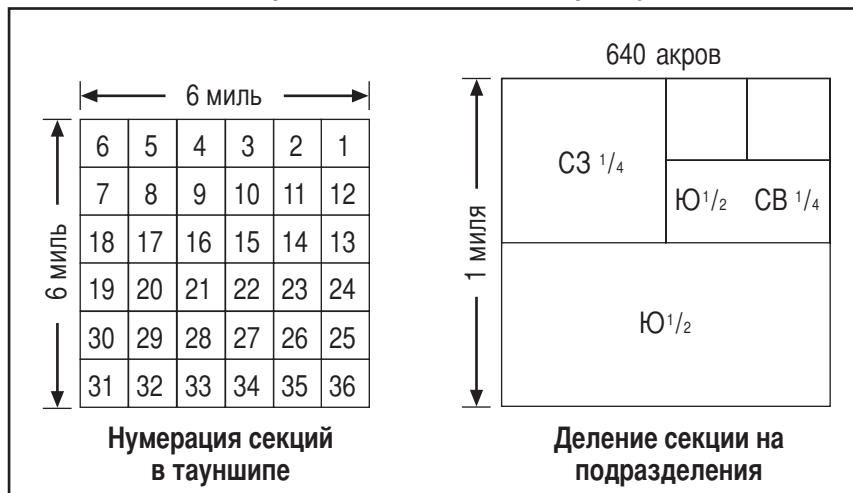 6 миль
6 миль
6 5 4 3 2 1
7 8 9 10 11 12
18 17 16 15 14 13
19 20 21 22 23 24
30 29 28 27 26 25
31 32 33 34 35 36
Нумерация секций
в тауншипе
640 акров
1 миля
СЗ 1/4
Ю1/2 СВ 1/4
Ю1/2
Деление секции на
подразделения